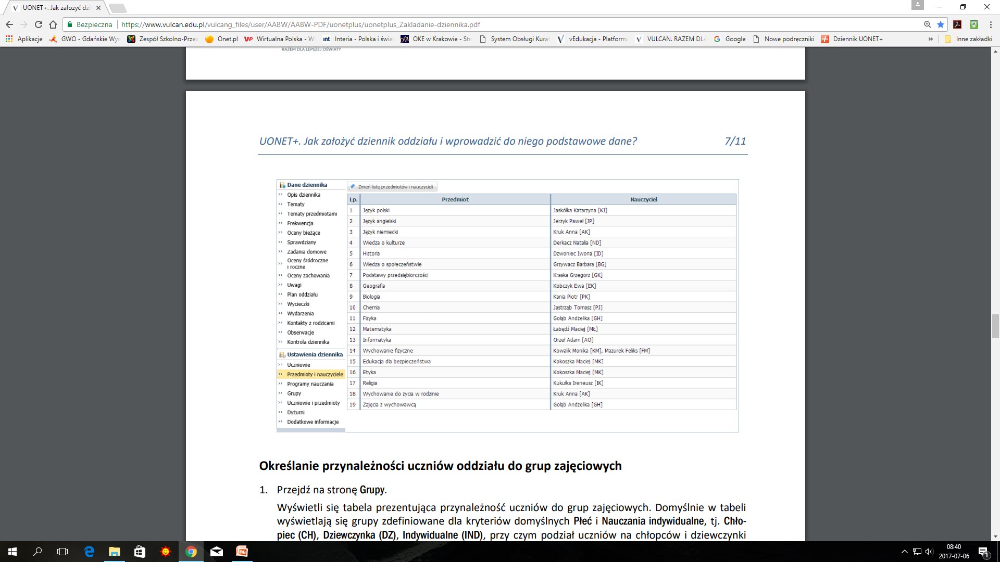 UONET+. Jak założyć dzi
Bezpieczna
https://www.vulcan.edu.pl/vulcang_files/user/AABW/AABW-PDF/uonetplus/uonetplus_Zakladanie-dziennika.pdf
Aplikacje GWO - Gdańskie Wyd Zespół Szkolno-Przed Onet.pl Wirtualna Polska - W Interia - Polska i świat OKE w Krakowie - Str System Obsługi Kurat vEdukacja - Platforma VULCAN. RAZEM DLA Google Nowe podręczniki Dziennik UONET+ » Inne zakładki
RAZEM DLA LEPSZEJ OŚWIATY
UONET+. Jak założyć dziennik oddziału i wprowadzić do niego podstawowe dane? 7/11
Dane dziennika
Opis dziennika
Tematy
Tematy przedmiotami
Frekwencja
Oceny bieżące
Sprawdziany
Zadania domowe
Oceny śródroczne
i roczne
Oceny zachowania
Uwagi
Plan oddziału
Wycieczki
Wydarzenia
Kontakty z rodzicami
Obserwacje
Kontrola dziennika
Ustawienia dziennika
Uczniowie
Przedmioty i nauczyciele
Programy nauczania
Grupy
Uczniowie i przedmioty
Dyżurni
Dodatkowe informacje
Zmień listę przedmiotów i nauczycieli
Lp. Przedmiot Nauczyciel
1 Język polski Jaskółka Katarzyna [KJ]
2 Język angielski Jerzyk Paweł [JP]
3 Język niemiecki Kruk Anna [AK]
4 Wiedza o kulturze Derkacz Natalia [ND]
5 Historia Dzwoniec Iwona [ID]
6 Wiedza o społeczeństwie Grzywacz Barbara [BG]
7 Podstawy przedsiębiorczości Kraska Grzegorz [GK]
8 Geografia Kobczyk Ewa [EK]
9 Biologia Kania Piotr [PK]
10 Chemia Jastrząb Tomasz [PJ]
11 Fizyka Gołąb Andżelika [GH]
12 Matematyka Łabędź Maciej [MŁ]
13 Informatyka Orzeł Adam [AO]
14 Wychowanie fizyczne Kowalik Monika [KM], Mazurek Feliks [FM]
15 Edukacja dla bezpieczeństwa Kokoszka Maciej [MK]
16 Etyka Kokoszka Maciej [MK]
17 Religia Kukułka Ireneusz [IK]
18 Wychowanie do życia w rodzinie Kruk Anna [AK]
19 Zajęcia z wychowawcą Gołąb Andżelika [GH]
Określanie przynależności uczniów oddziału do grup zajęciowych
1. Przejdź na stronę Grupy.
Wyświetli się tabela prezentująca przynależność uczniów do grup zajęciowych. Domyślnie w tabeli
wyświetlają się grupy zdefiniowane dla kryteriów domyślnych Płeć i Nauczania indywidualne, tj. Chło-
piec (CH), Dziewczynka (DZ), Indywidualne (IND), przy czym podział uczniów na chłopców i dziewczynki
08:40
2017-07-06
1